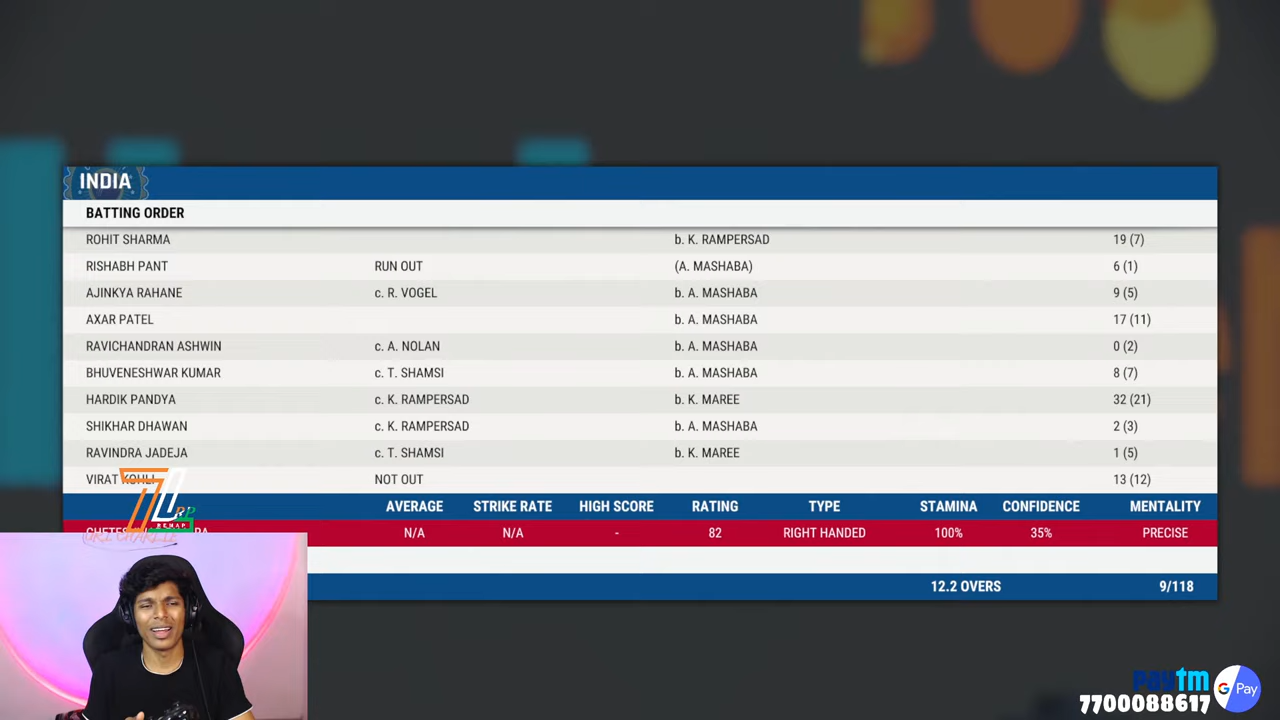 INDIA
BATTING ORDER
ROHIT SHARMA b. K. RAMPERSAD 19 (7)
RISHABH PANT RUN OUT (A. MASHABA) 6 (1)
AJINKYA RAHANE c. R. VOGEL b. A. MASHABA 9 (5)
AXAR PATEL b. A. MASHABA 17 (11)
RAVICHANDRAN ASHWIN c. A. NOLAN b. A. MASHABA 0 (2)
BHUVENESHWAR KUMAR c. T. SHAMSI b. A. MASHABA 8 (7)
HARDIK PANDYA c. K. RAMPERSAD b. K. MAREE 32 (21)
SHIKHAR DHAWAN c. K. RAMPERSAD b. A. MASHABA 2 (3)
RAVINDRA JADEJA c. T. SHAMSI b. K. MAREE 1 (5)
VIRAT KOHLI NOT OUT 13 (12)
AVERAGE STRIKE RATE HIGH SCORE RATING TYPE STAMINA CONFIDENCE MENTALITY
N/A N/A - 82 RIGHT HANDED 100% 35% PRECISE
12.2 OVERS 9/118
paytm
7700088617
G Pay